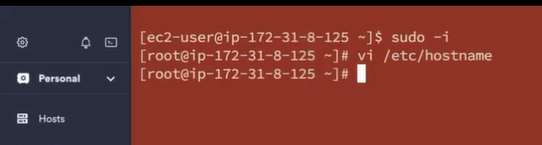 Personal
Hosts
[ec2-user@ip-172-31-8-125 ~]$ sudo -i
[root@ip-172-31-8-125 ~]# vi /etc/hostname
[root@ip-172-31-8-125 ~]#